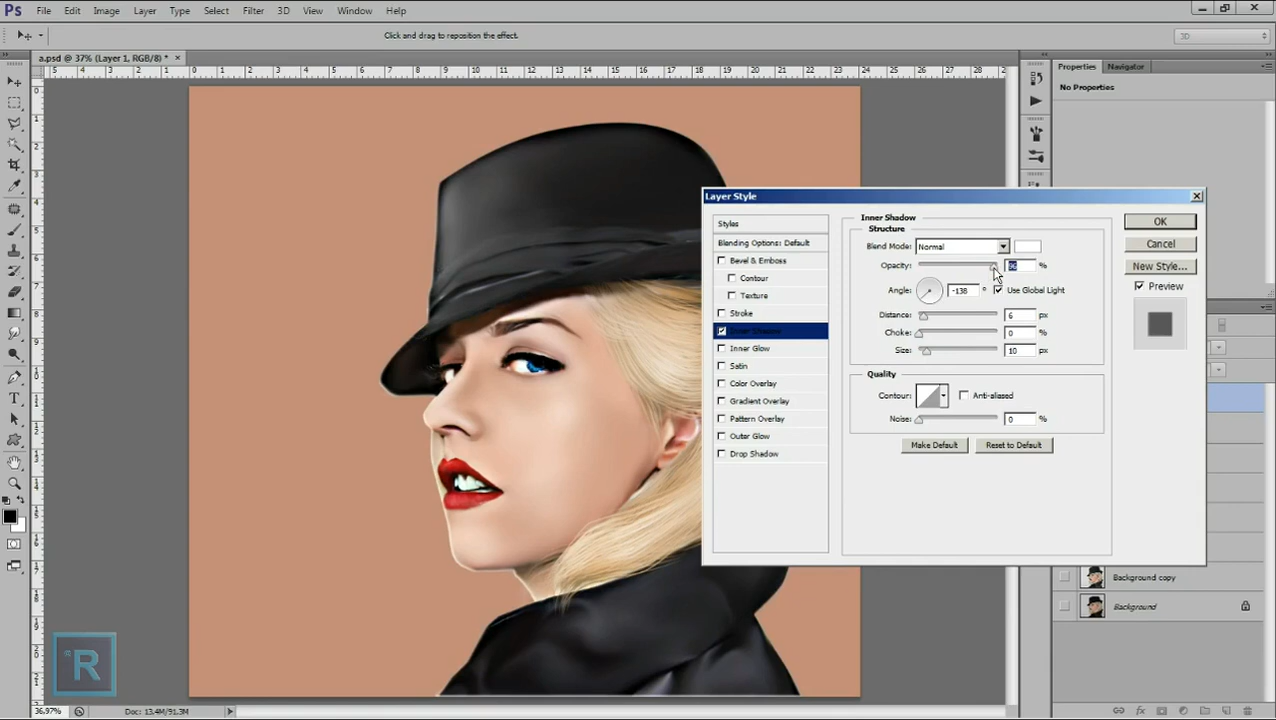 Ps File Edit Image Layer Type Select Filter 3D View Window Help
Click and drag to reposition the effect.
3D
a.psd @ 37% (Layer 1, RGB/8) * ×
Properties Navigator
No Properties
Layer Style
Styles
Blending Options: Default
Bevel & Emboss
Contour
Texture
Stroke
Inner Shadow
Inner Glow
Satin
Color Overlay
Gradient Overlay
Pattern Overlay
Outer Glow
Drop Shadow
Inner Shadow
Structure
Blend Mode: Normal
Opacity: %
Angle: -138 ° Use Global Light
Distance: 6 px
Choke: 0 %
Size: 10 px
Quality
Contour: Anti-aliased
Noise: 0 %
Make Default Reset to Default
OK
Cancel
New Style...
Preview
Background copy
Background
R
36,97% Doc: 13.4M/91.3M